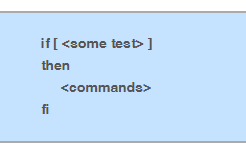 if [ <some test> ]
then
<commands>
fi